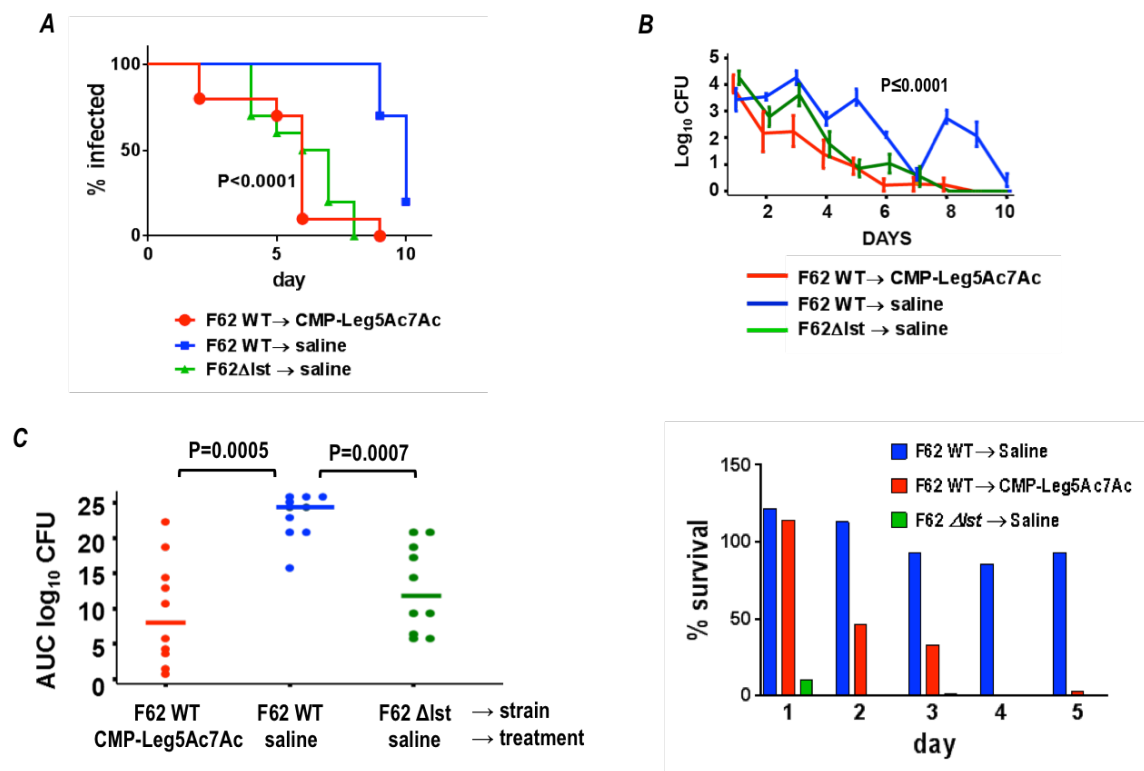 A
% infected
100
50
0
P<0.0001
0
5
10
day
F62 WT→ CMP-Leg5Ac7Ac
F62 WT→ saline
F62Δlst → saline
B
Log₁₀ CFU
5
4
3
2
1
0
P≤0.0001
2
4
6
8
10
DAYS
F62 WT→ CMP-Leg5Ac7Ac
F62 WT→ saline
F62Δlst → saline
C
P=0.0005
P=0.0007
AUC log₁₀ CFU
25
20
15
10
5
0
F62 WT
CMP-Leg5Ac7Ac
F62 WT
saline
F62 Δlst
saline
→ strain
→ treatment
F62 WT→ Saline
F62 WT→ CMP-Leg5Ac7Ac
F62 Δlst → Saline
% survival
150
100
50
0
1
2
3
4
5
day